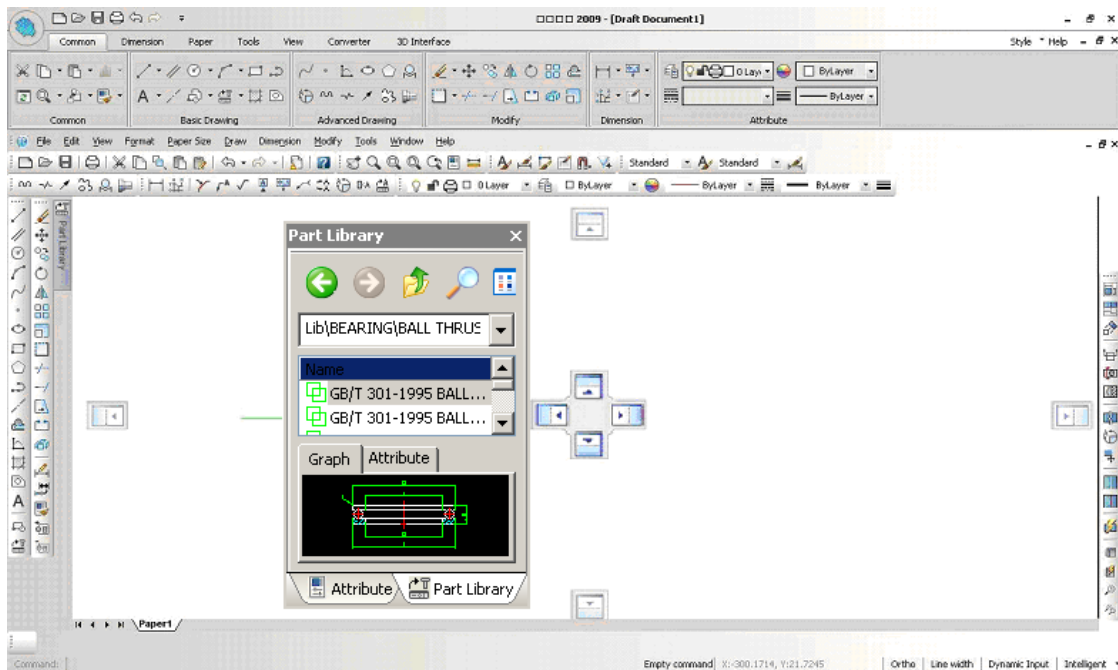 2009 - [Draft Document1]
Common Dimension Paper Tools View Converter 3D Interface Style Help
0 Lay ByLayer
ByLayer
Common Basic Drawing Advanced Drawing Modify Dimension Attribute
File Edit View Format Paper Size Draw Dimension Modify Tools Window Help
Standard Standard
0 Layer ByLayer ByLayer ByLayer
Part Library
Part Library
Lib\BEARING\BALL THRUS
Name
GB/T 301-1995 BALL...
GB/T 301-1995 BALL...
Graph Attribute
Attribute Part Library
Paper1
Command:
Empty command X:-300.1714, Y:21.7245 Ortho Line width Dynamic Input Intelligent